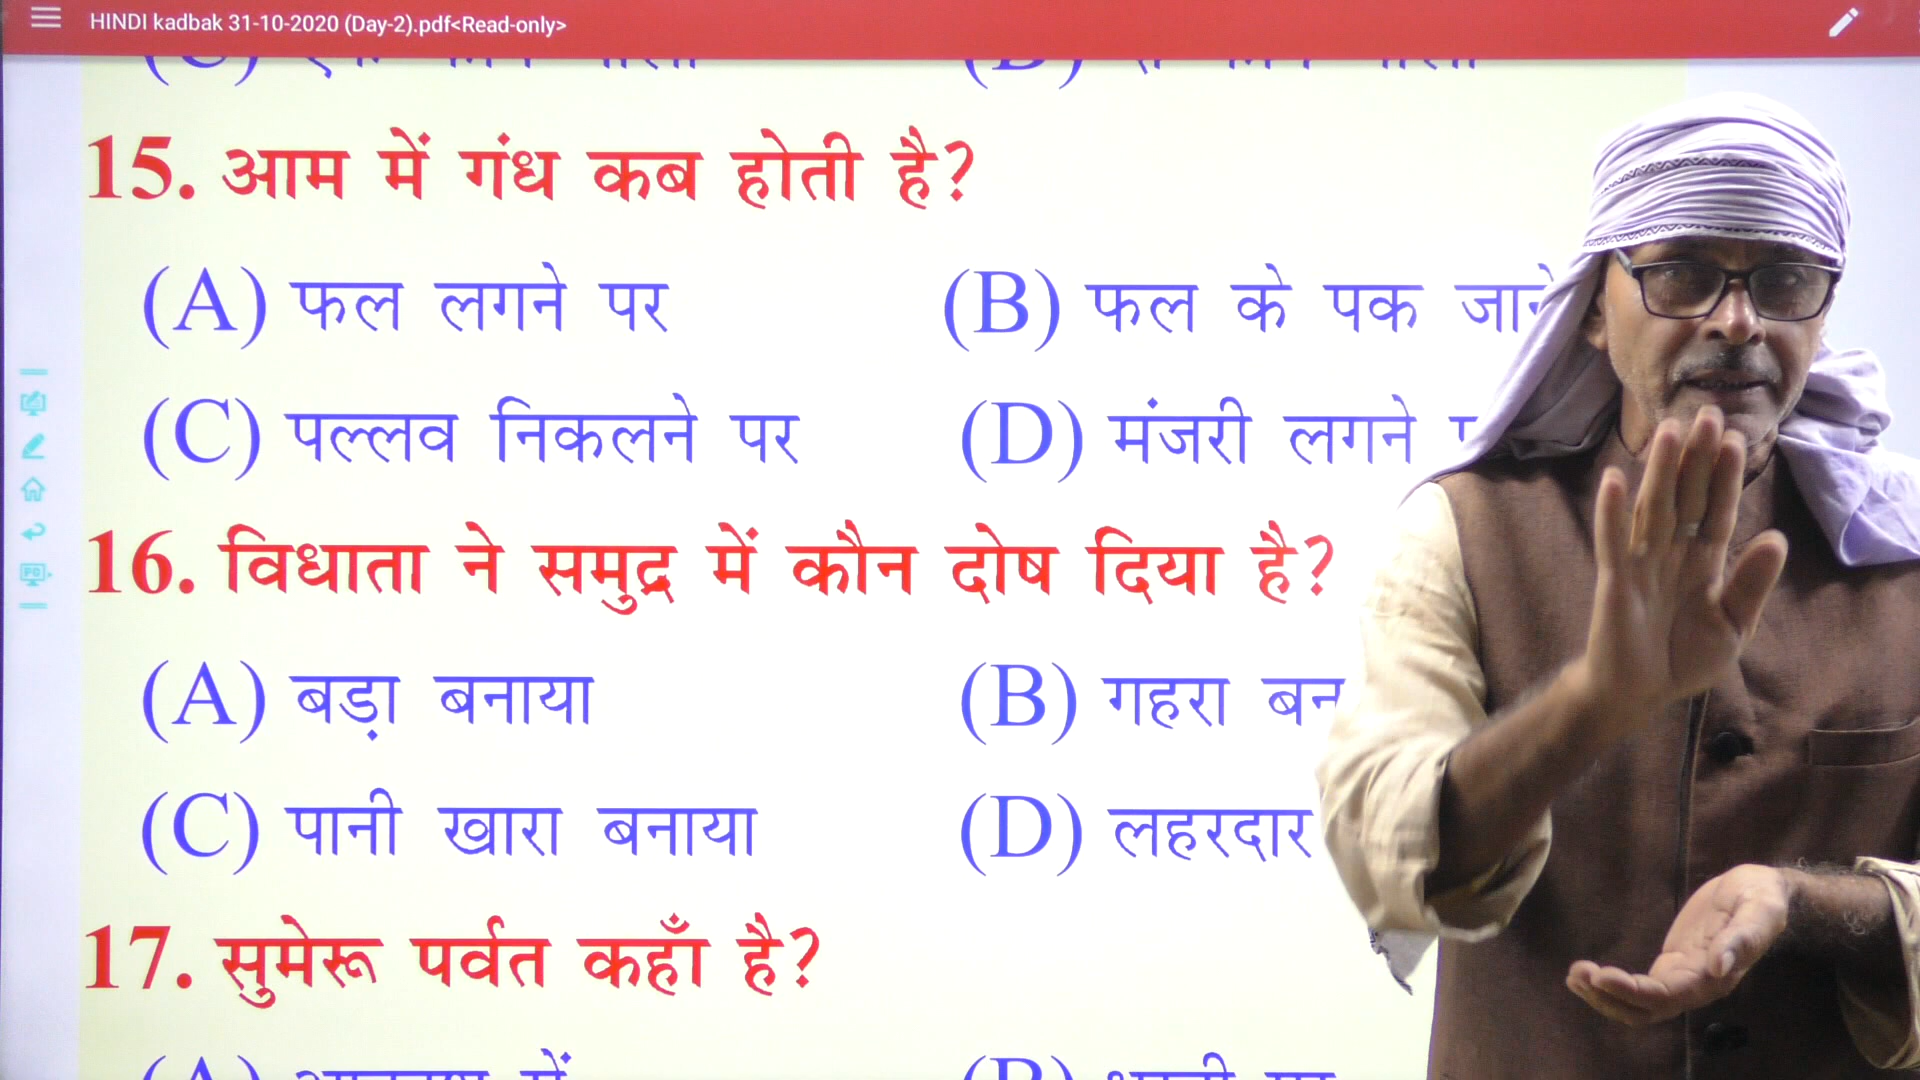 HINDI kadbak 31-10-2020 (Day-2).pdf<Read-only>
15. आम में गंध कब होती है?
(A) फल लगने पर (B) फल के पक जाने
(C) पल्लव निकलने पर (D) मंजरी लगने
16. विधाता ने समुद्र में कौन दोष दिया है?
(A) बड़ा बनाया (B) गहरा
(C) पानी खारा बनाया (D) लहरदार
17. सुमेरू पर्वत कहाँ है?